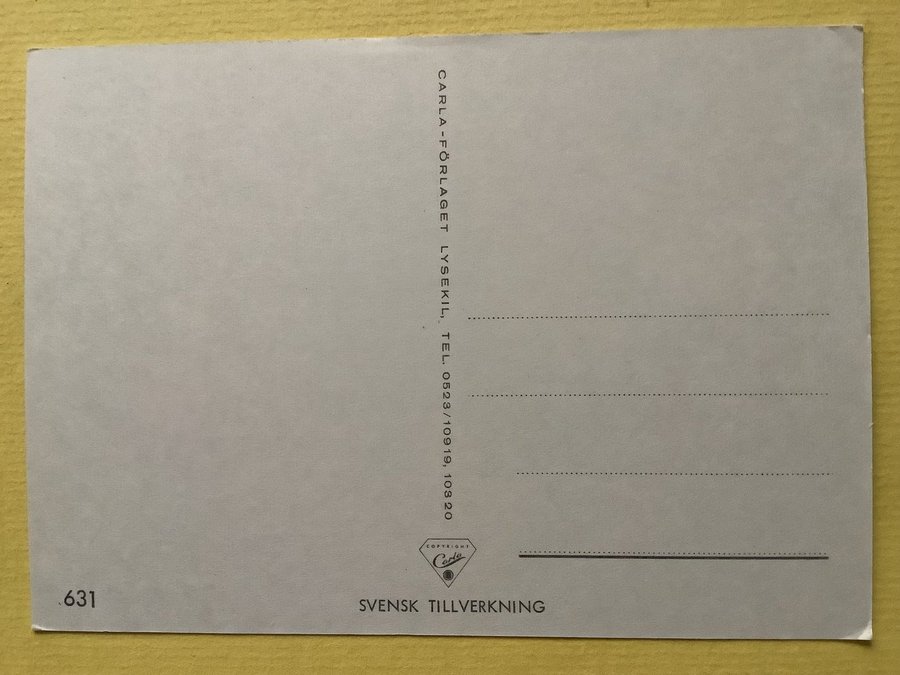 CARLA-FÖRLAGET LYSEKIL, TEL. 0523/10919, 10320
COPYRIGHT
Carla
631
SVENSK TILLVERKNING